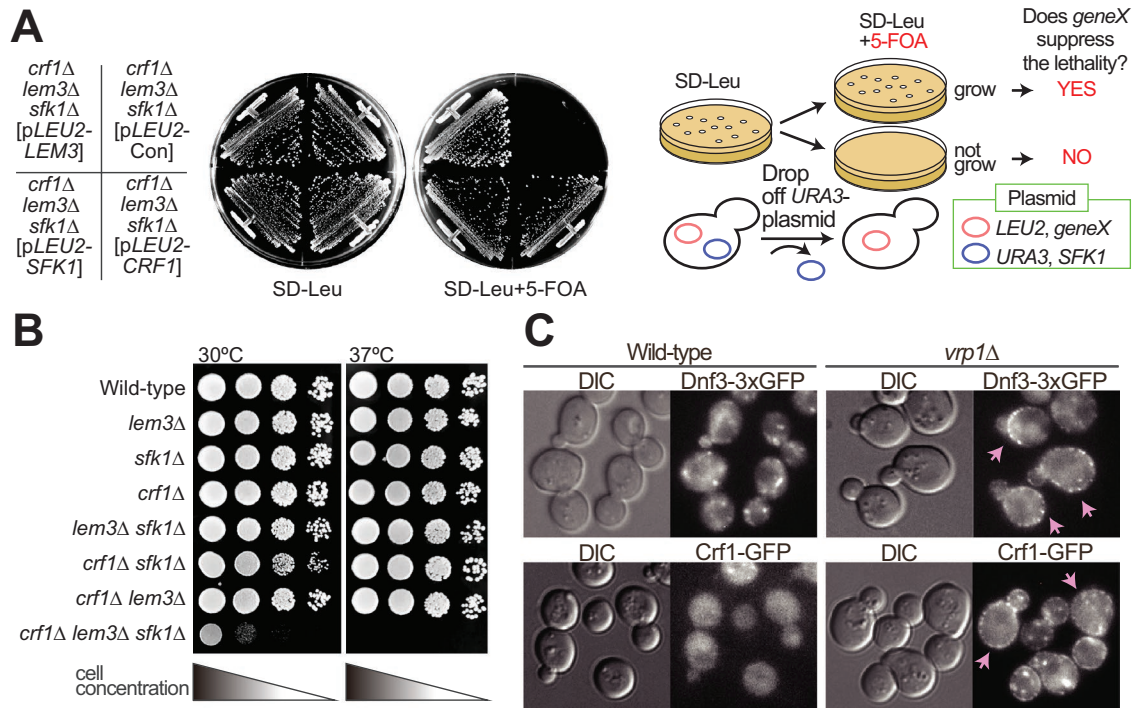 A
crf1Δ
lem3Δ
sfk1Δ
[pLEU2-
LEM3]
crf1Δ
lem3Δ
sfk1Δ
[pLEU2-
Con]
crf1Δ
lem3Δ
sfk1Δ
[pLEU2-
SFK1]
crf1Δ
lem3Δ
sfk1Δ
[pLEU2-
CRF1]
SD-Leu
SD-Leu+5-FOA
SD-Leu
SD-Leu
+5-FOA
Does geneX
suppress
the lethality?
grow
YES
not
grow
NO
Drop
off URA3-
plasmid
Plasmid
LEU2, geneX
URA3, SFK1
B
30ºC
37ºC
Wild-type
lem3Δ
sfk1Δ
crf1Δ
lem3Δ sfk1Δ
crf1Δ sfk1Δ
crf1Δ lem3Δ
crf1Δ lem3Δ sfk1Δ
cell
concentration
C
Wild-type
vrp1Δ
DIC
Dnf3-3xGFP
DIC
Dnf3-3xGFP
DIC
Crf1-GFP
DIC
Crf1-GFP